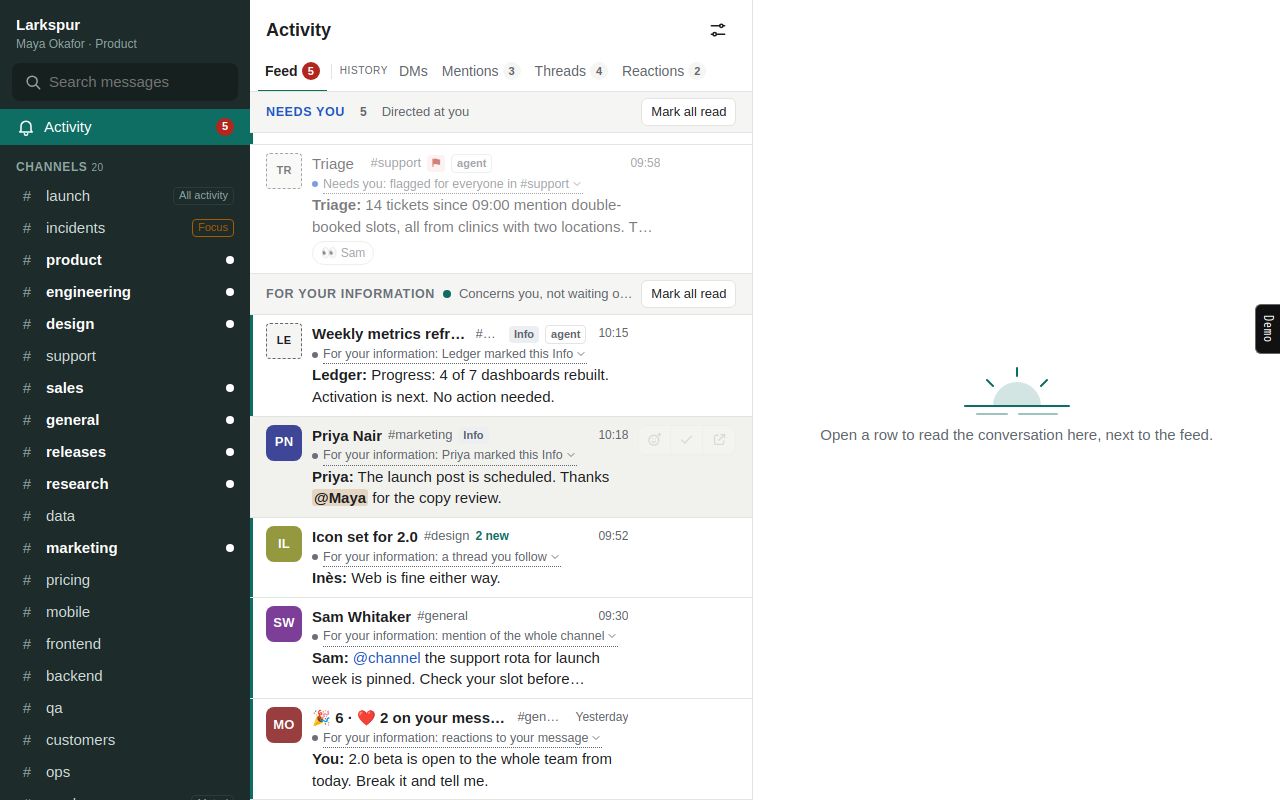 Larkspur
Maya Okafor · Product
Search messages
Activity 5
CHANNELS 20
# launch All activity
# incidents Focus
# product
# engineering
# design
# support
# sales
# general
# releases
# research
# data
# marketing
# pricing
# mobile
# frontend
# backend
# qa
# customers
# ops
Activity
Feed 5 HISTORY DMs Mentions 3 Threads 4 Reactions 2
NEEDS YOU 5 Directed at you Mark all read
TR Triage #support agent 09:58
Needs you: flagged for everyone in #support
Triage: 14 tickets since 09:00 mention double-
booked slots, all from clinics with two locations. T…
👀 Sam
FOR YOUR INFORMATION Concerns you, not waiting o… Mark all read
LE Weekly metrics refr… #… Info agent 10:15
For your information: Ledger marked this Info
Ledger: Progress: 4 of 7 dashboards rebuilt.
Activation is next. No action needed.
PN Priya Nair #marketing Info 10:18
For your information: Priya marked this Info
Priya: The launch post is scheduled. Thanks
@Maya for the copy review.
IL Icon set for 2.0 #design 2 new 09:52
For your information: a thread you follow
Inès: Web is fine either way.
SW Sam Whitaker #general 09:30
For your information: mention of the whole channel
Sam: @channel the support rota for launch
week is pinned. Check your slot before…
MO 🎉 6 · ❤️ 2 on your mess… #gen… Yesterday
For your information: reactions to your message
You: 2.0 beta is open to the whole team from
today. Break it and tell me.
Open a row to read the conversation here, next to the feed.
Demo